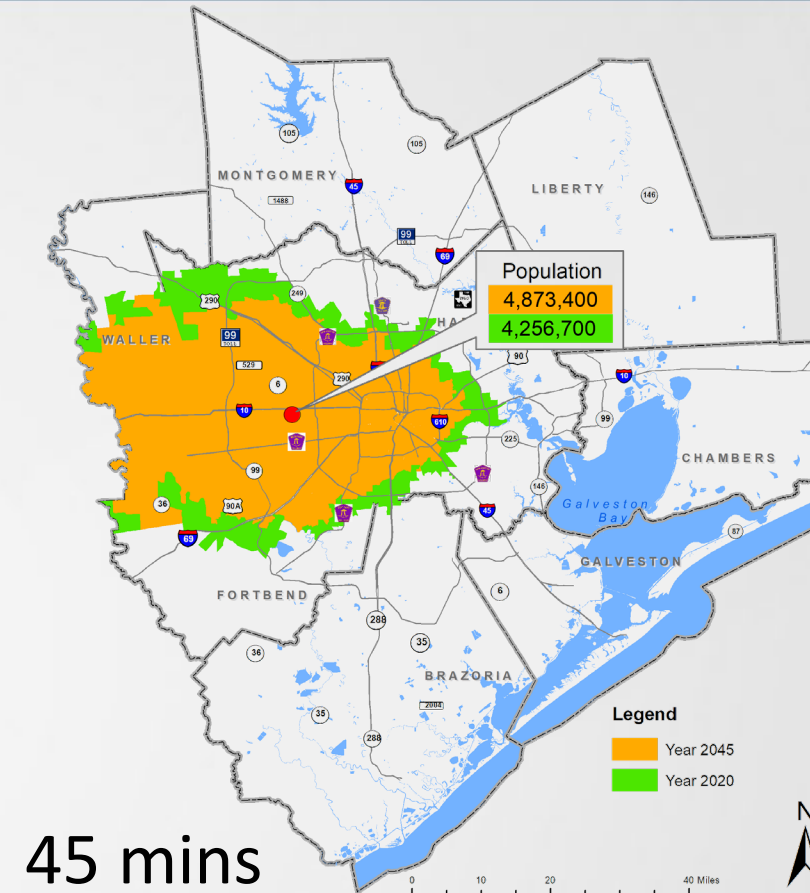 105
105
MONTGOMERY
45
1488
LIBERTY
146
99
TOLL
69
Population
4,873,400
4,256,700
290
249
HA
WALLER
99
529
290
90
6
10
10
99
610
225
CHAMBERS
99
146
36
90A
45
Galveston
Bay
87
69
GALVESTON
FORTBEND
6
288
35
36
BRAZORIA
2004
35
288
Legend
Year 2045
Year 2020
45 mins
N
0 10 20 40 Miles